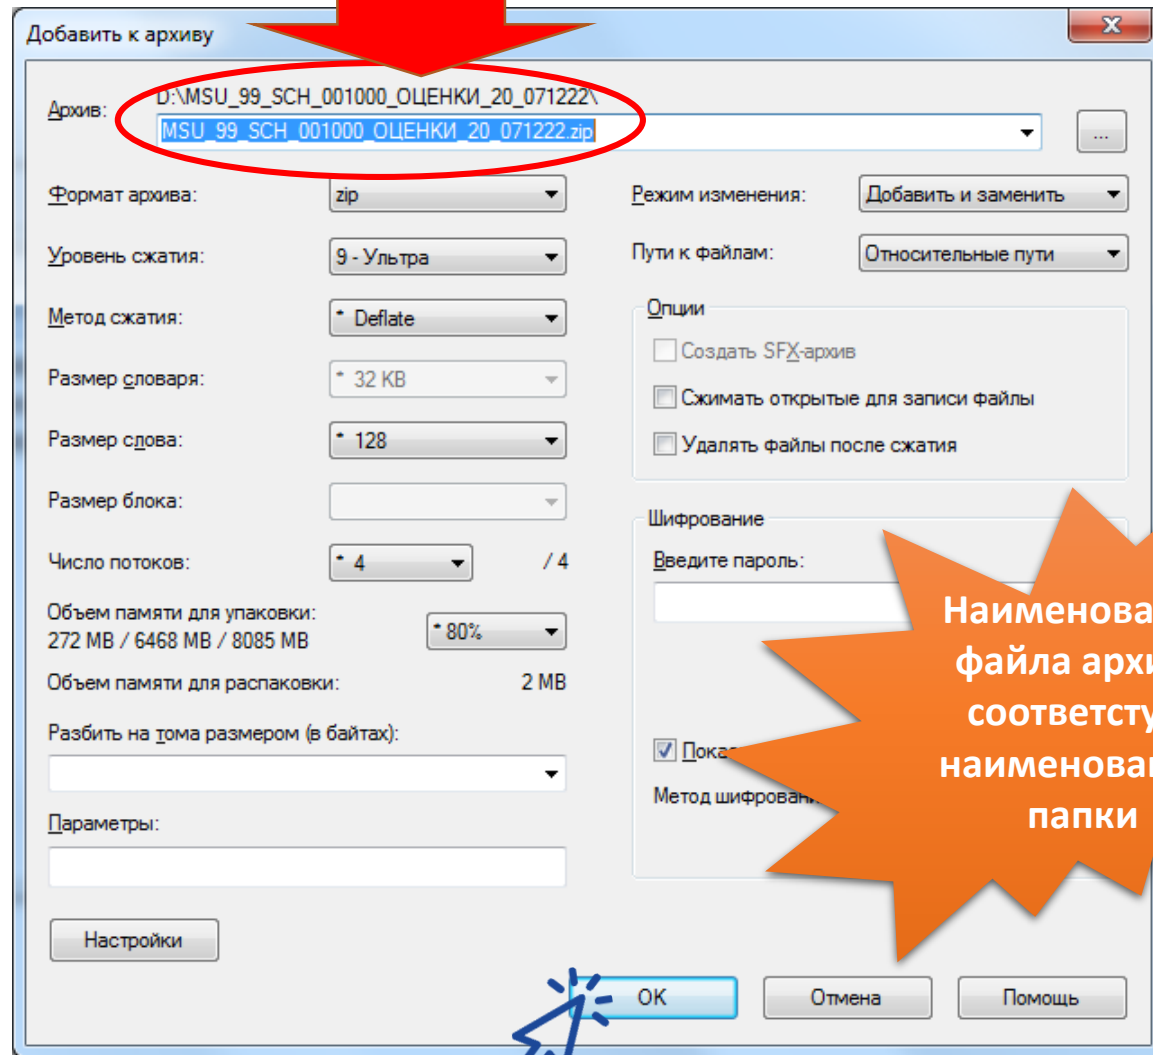 Добавить к архиву
Архив:
D:\MSU_99_SCH_001000_ОЦЕНКИ_20_071222\
MSU_99_SCH_001000_ОЦЕНКИ_20_071222.zip
...
Формат архива: zip
Режим изменения: Добавить и заменить
Уровень сжатия: 9 - Ультра
Пути к файлам: Относительные пути
Метод сжатия: * Deflate
Опции
Создать SFX-архив
Размер словаря: * 32 KB
Сжимать открытые для записи файлы
Размер слова: * 128
Удалять файлы после сжатия
Размер блока:
Шифрование
Число потоков: * 4 / 4
Введите пароль:
Объем памяти для упаковки:
272 MB / 6468 MB / 8085 MB * 80%
Объем памяти для распаковки: 2 MB
Разбить на тома размером (в байтах):
Метод
Параметры:
файла
папки
Настройки
OK Отмена Помощь